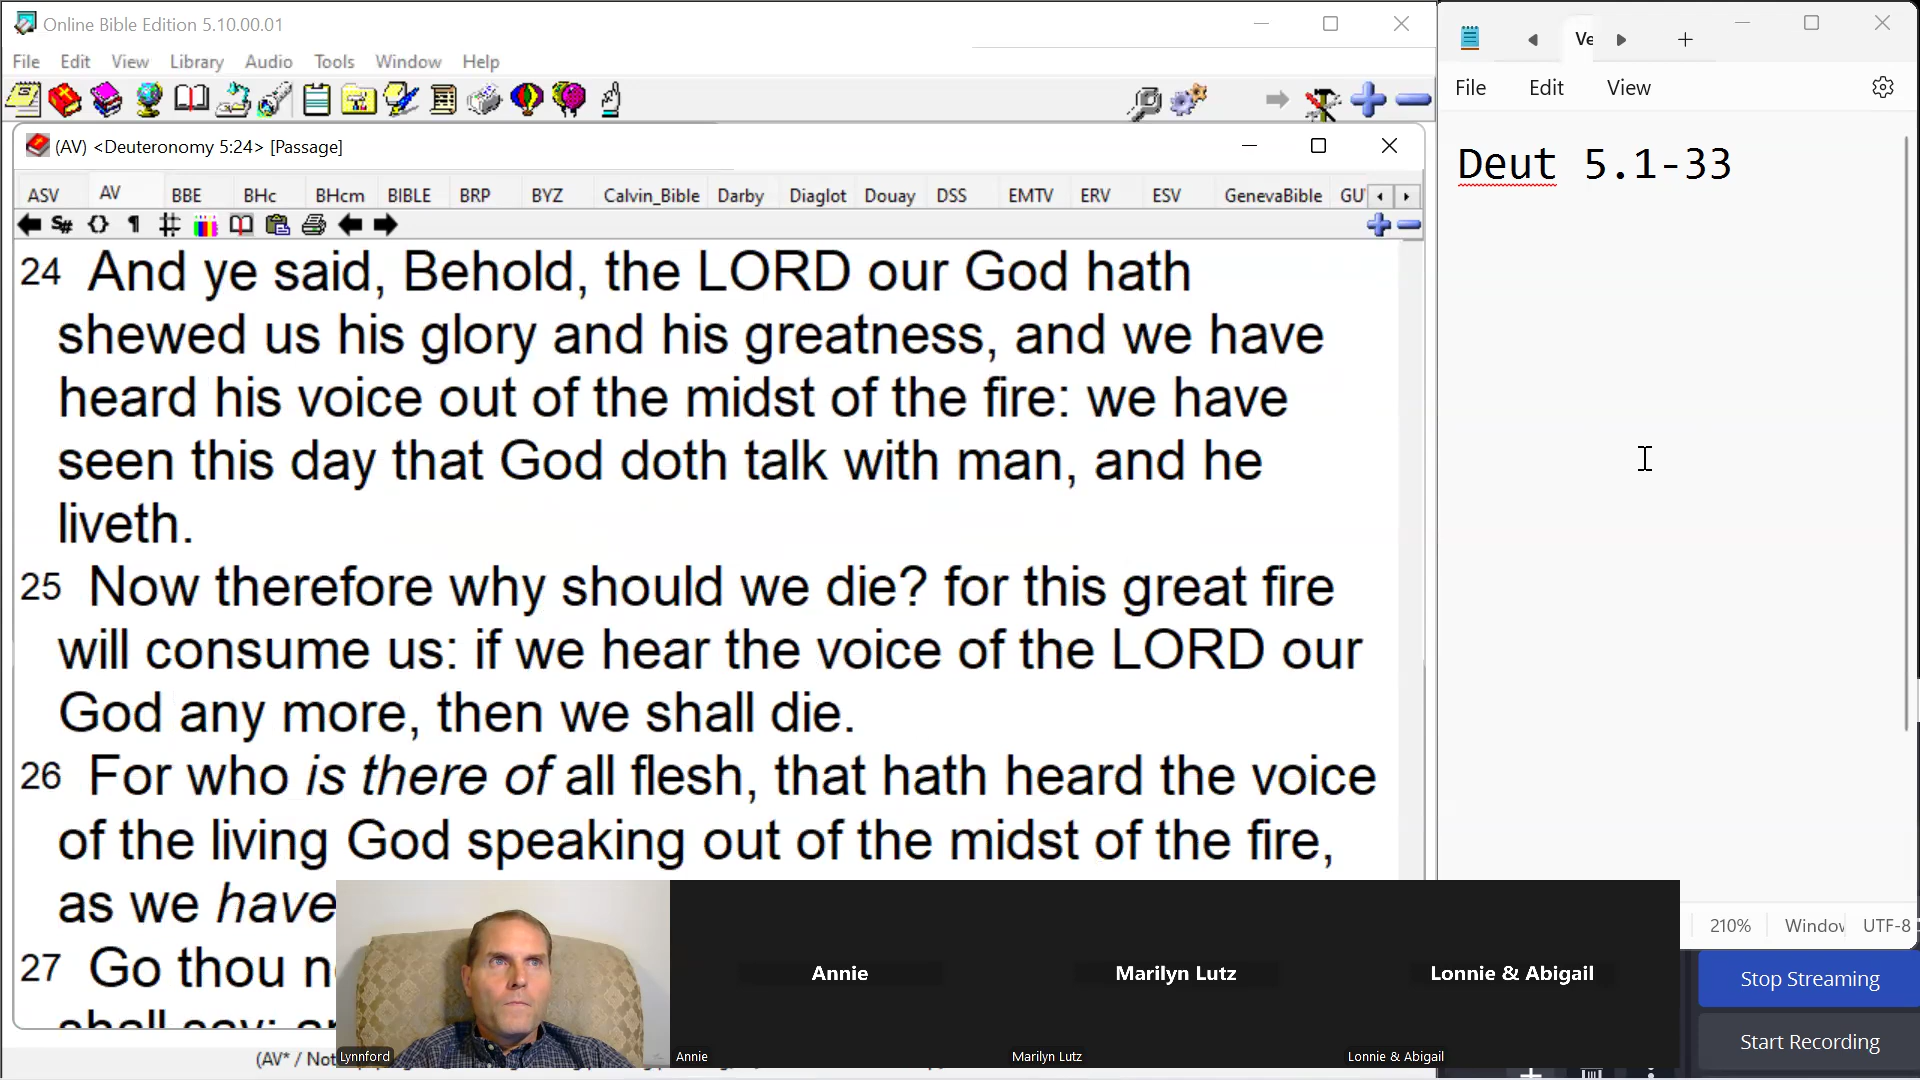 Online Bible Edition 5.10.00.01
File Edit View Library Audio Tools Window Help
(AV) <Deuteronomy 5:24> [Passage]
ASV AV BBE BHc BHcm BIBLE BRP BYZ Calvin_Bible Darby Diaglot Douay DSS EMTV ERV ESV GenevaBible GU
S#
24 And ye said, Behold, the LORD our God hath
shewed us his glory and his greatness, and we have
heard his voice out of the midst of the fire: we have
seen this day that God doth talk with man, and he
liveth.
25 Now therefore why should we die? for this great fire
will consume us: if we hear the voice of the LORD our
God any more, then we shall die.
26 For who is there of all flesh, that hath heard the voice
of the living God speaking out of the midst of the fire,
as we have
27 Go thou
(AV* / Not
Ve
File Edit View
Deut 5.1-33
210% Window UTF-8
Annie
Marilyn Lutz
Lonnie & Abigail
Lynnford
Annie
Marilyn Lutz
Lonnie & Abigail
Stop Streaming
Start Recording